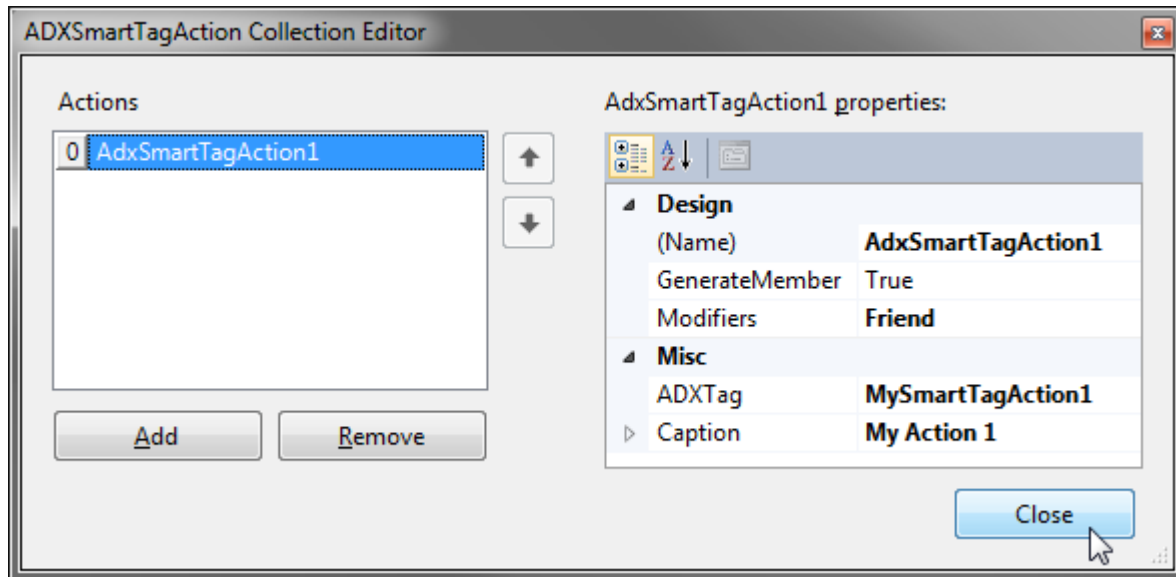 ADXSmartTagAction Collection Editor
Actions
AdxSmartTagAction1 properties:
0 AdxSmartTagAction1
Design
(Name) AdxSmartTagAction1
GenerateMember True
Modifiers Friend
Misc
ADXTag MySmartTagAction1
Caption My Action 1
Add Remove
Close